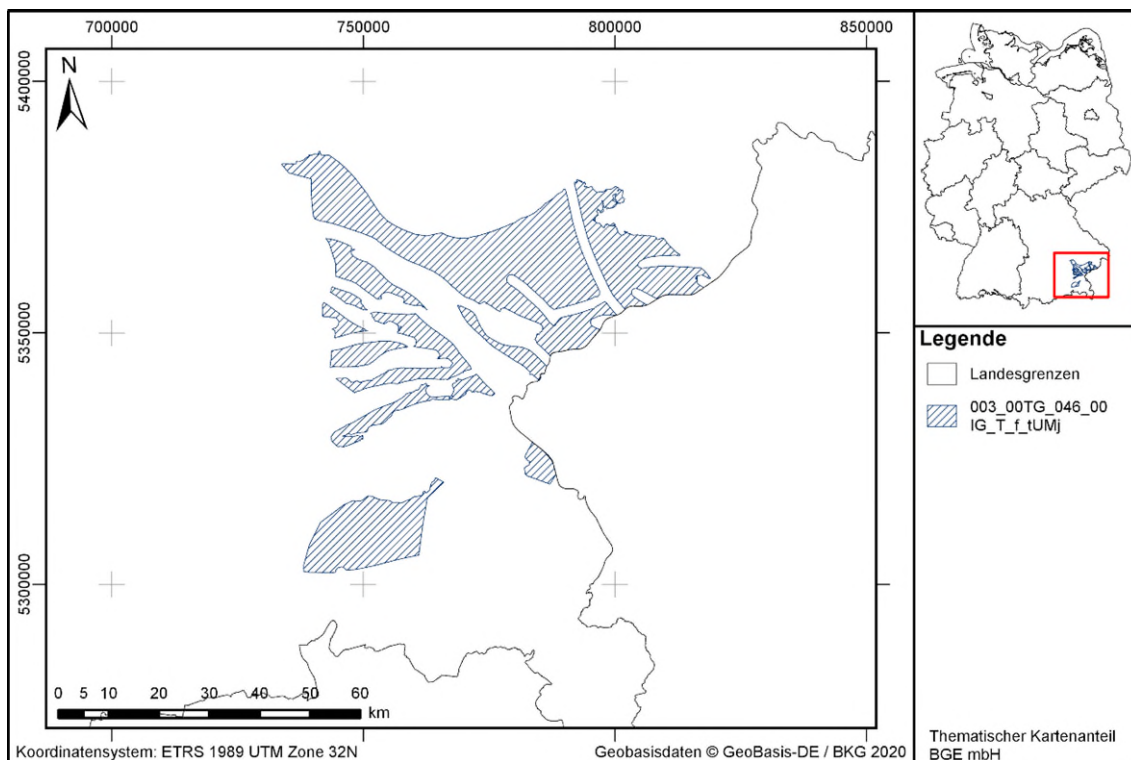 700000 750000 800000 850000
5400000
5350000
5300000
N
0 5 10 20 30 40 50 60
km
Koordinatensystem: ETRS 1989 UTM Zone 32N
Geobasisdaten © GeoBasis-DE / BKG 2020
Legende
Landesgrenzen
003_00TG_046_00
IG_T_f_tUMj
Thematischer Kartenanteil
BGE mbH